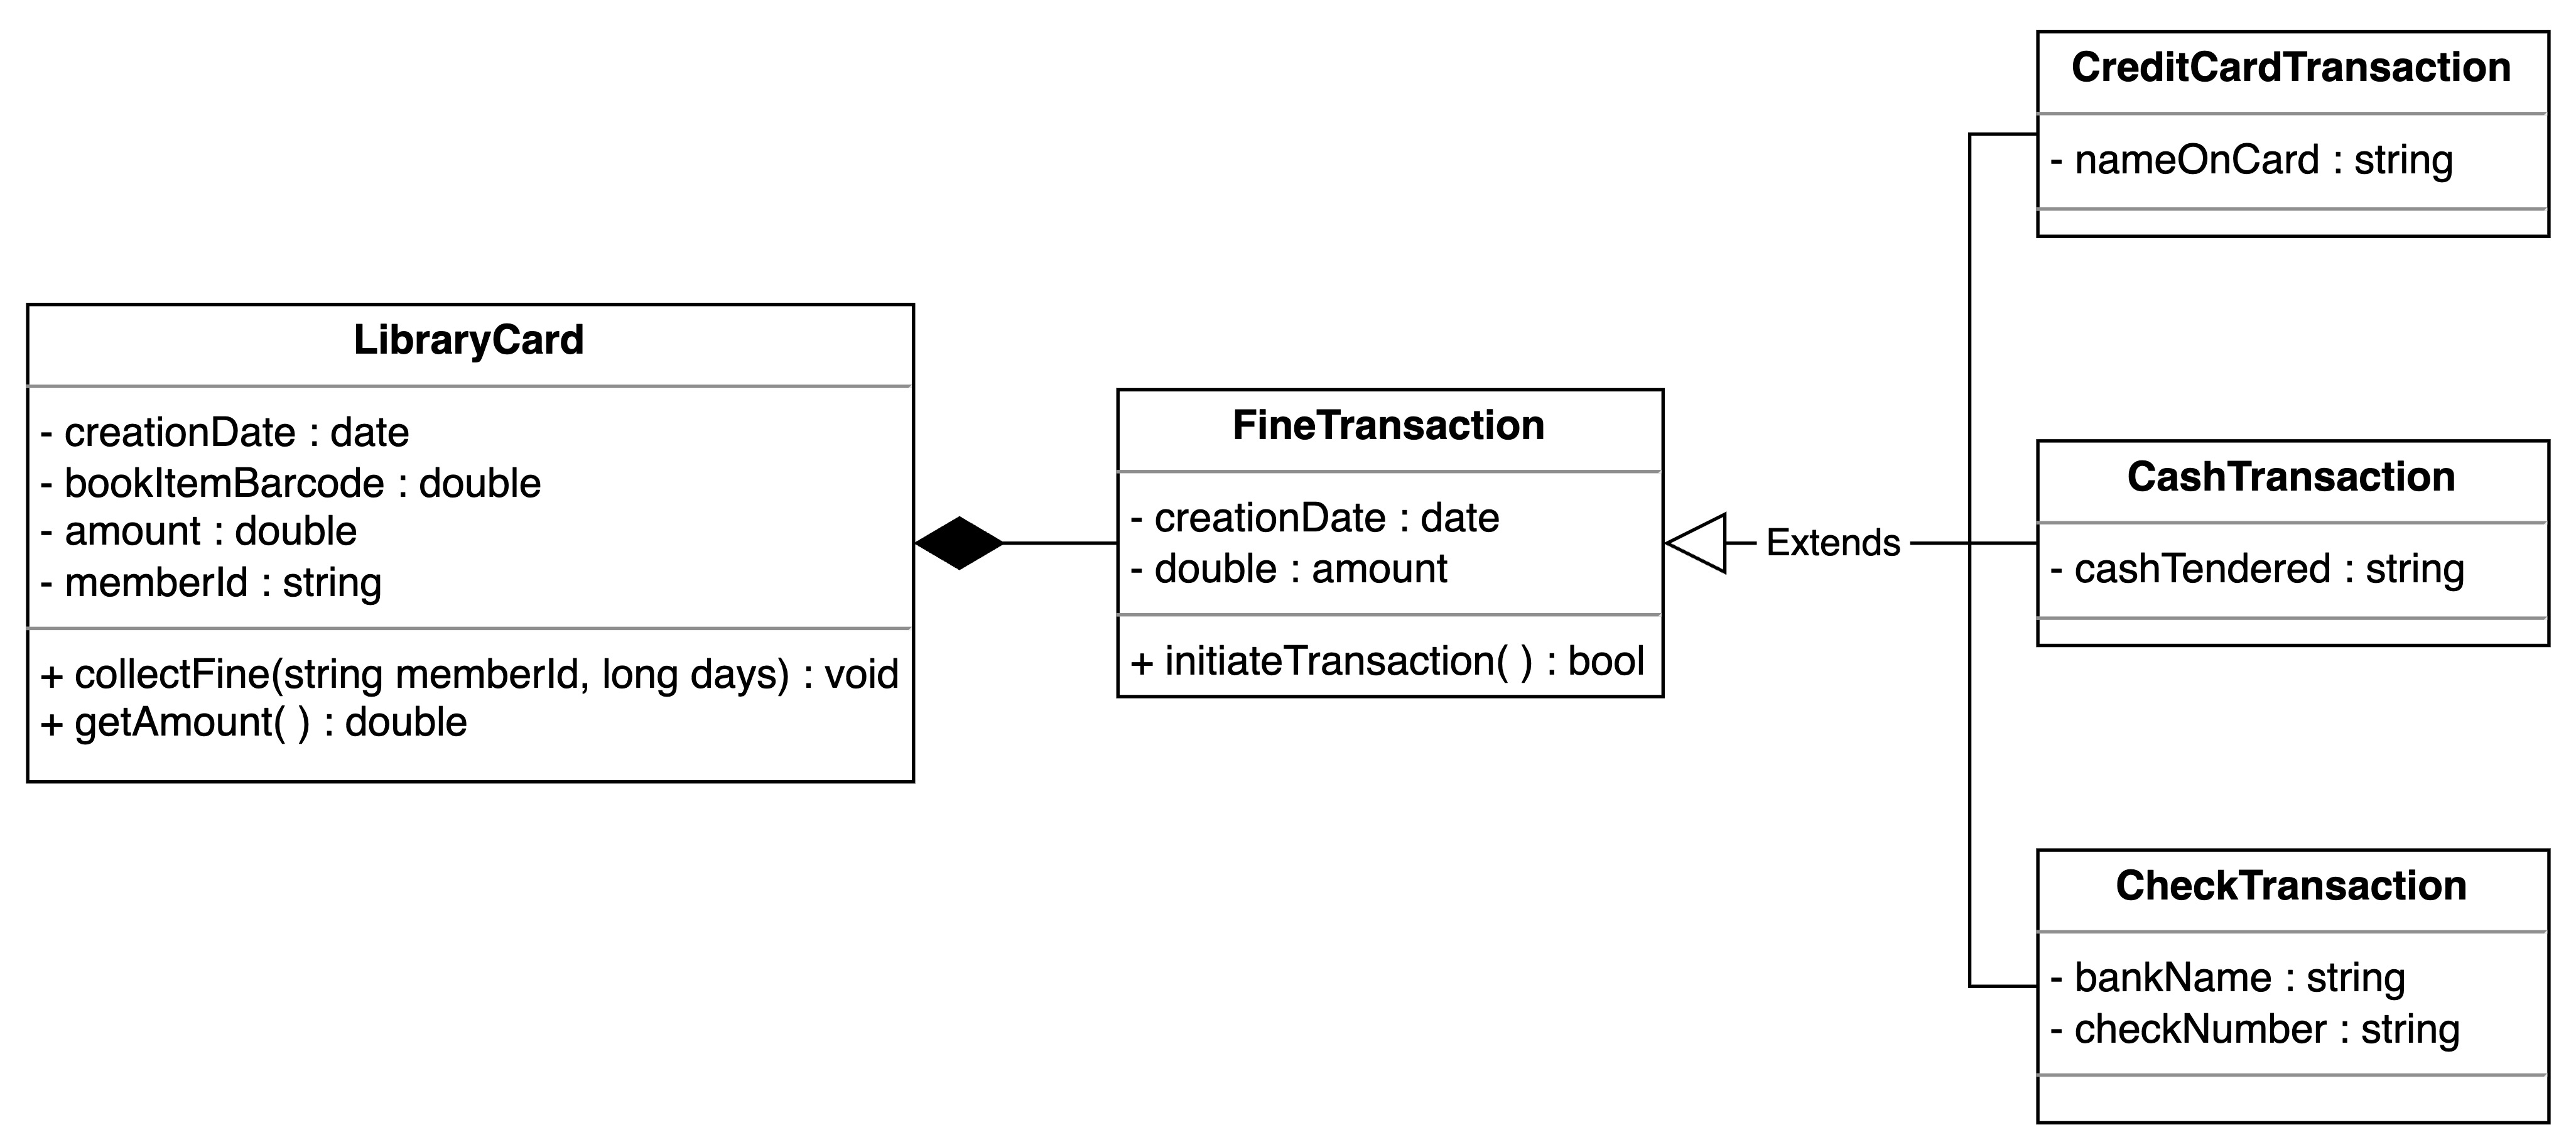 LibraryCard
- creationDate : date
- bookItemBarcode : double
- amount : double
- memberId : string
+ collectFine(string memberId, long days) : void
+ getAmount( ) : double
FineTransaction
- creationDate : date
- double : amount
+ initiateTransaction( ) : bool
Extends
CreditCardTransaction
- nameOnCard : string
CashTransaction
- cashTendered : string
CheckTransaction
- bankName : string
- checkNumber : string